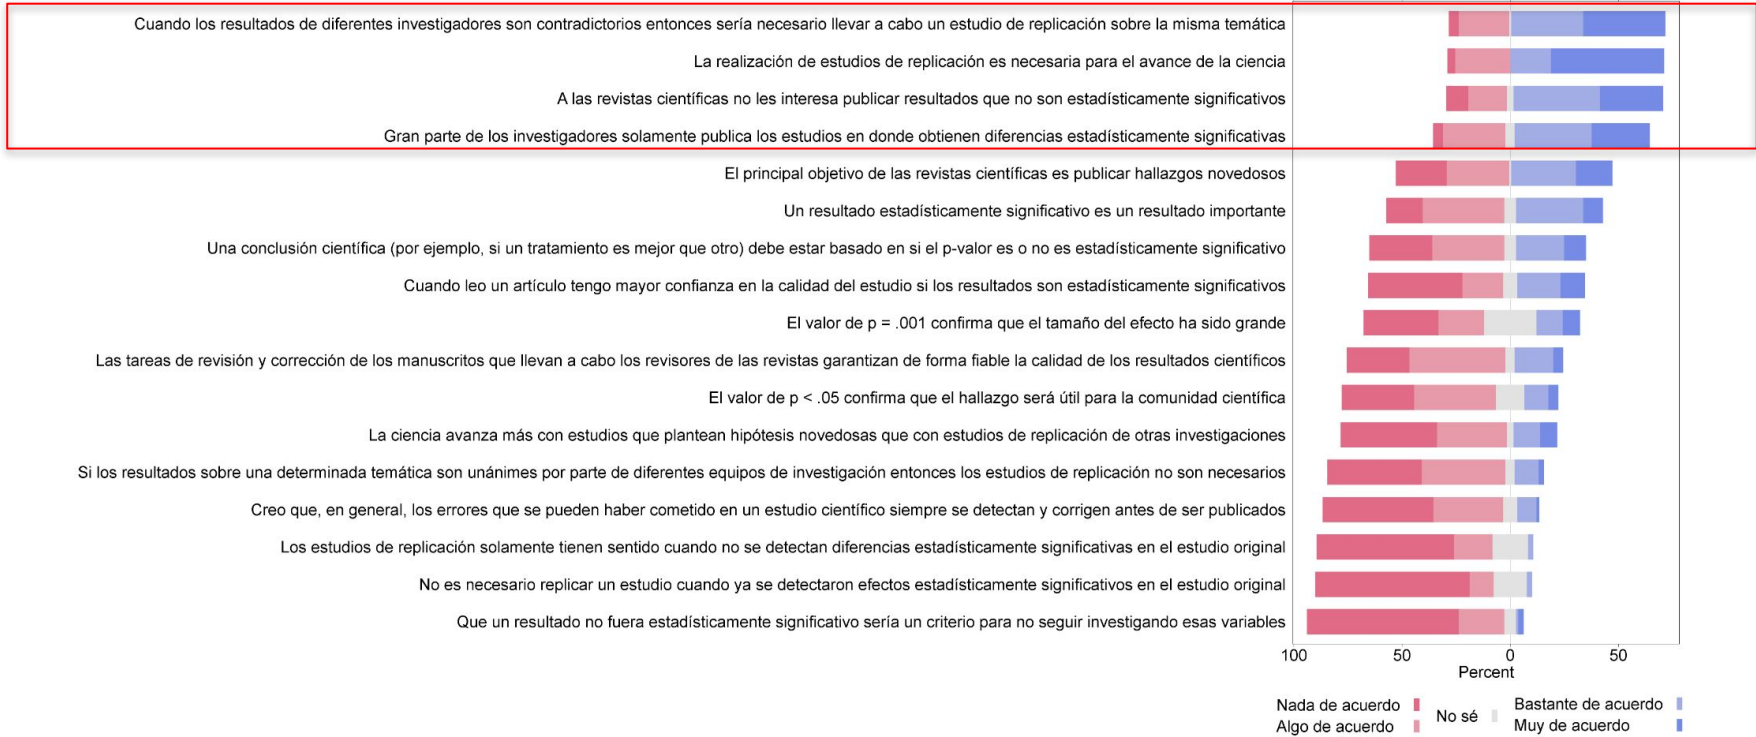 Cuando los resultados de diferentes investigadores son contradictorios entonces sería necesario llevar a cabo un estudio de replicación sobre la misma temática
La realización de estudios de replicación es necesaria para el avance de la ciencia
A las revistas científicas no les interesa publicar resultados que no son estadísticamente significativos
Gran parte de los investigadores solamente publica los estudios en donde obtienen diferencias estadísticamente significativas
El principal objetivo de las revistas científicas es publicar hallazgos novedosos
Un resultado estadísticamente significativo es un resultado importante
Una conclusión científica (por ejemplo, si un tratamiento es mejor que otro) debe estar basado en si el p-valor es o no es estadísticamente significativo
Cuando leo un artículo tengo mayor confianza en la calidad del estudio si los resultados son estadísticamente significativos
El valor de p = .001 confirma que el tamaño del efecto ha sido grande
Las tareas de revisión y corrección de los manuscritos que llevan a cabo los revisores de las revistas garantizan de forma fiable la calidad de los resultados científicos
El valor de p < .05 confirma que el hallazgo será útil para la comunidad científica
La ciencia avanza más con estudios que plantean hipótesis novedosas que con estudios de replicación de otras investigaciones
Si los resultados sobre una determinada temática son unánimes por parte de diferentes equipos de investigación entonces los estudios de replicación no son necesarios
Creo que, en general, los errores que se pueden haber cometido en un estudio científico siempre se detectan y corrigen antes de ser publicados
Los estudios de replicación solamente tienen sentido cuando no se detectan diferencias estadísticamente significativas en el estudio original
No es necesario replicar un estudio cuando ya se detectaron efectos estadísticamente significativos en el estudio original
Que un resultado no fuera estadísticamente significativo sería un criterio para no seguir investigando esas variables
100 50 0 50
Percent
Nada de acuerdo No sé Bastante de acuerdo
Algo de acuerdo Muy de acuerdo